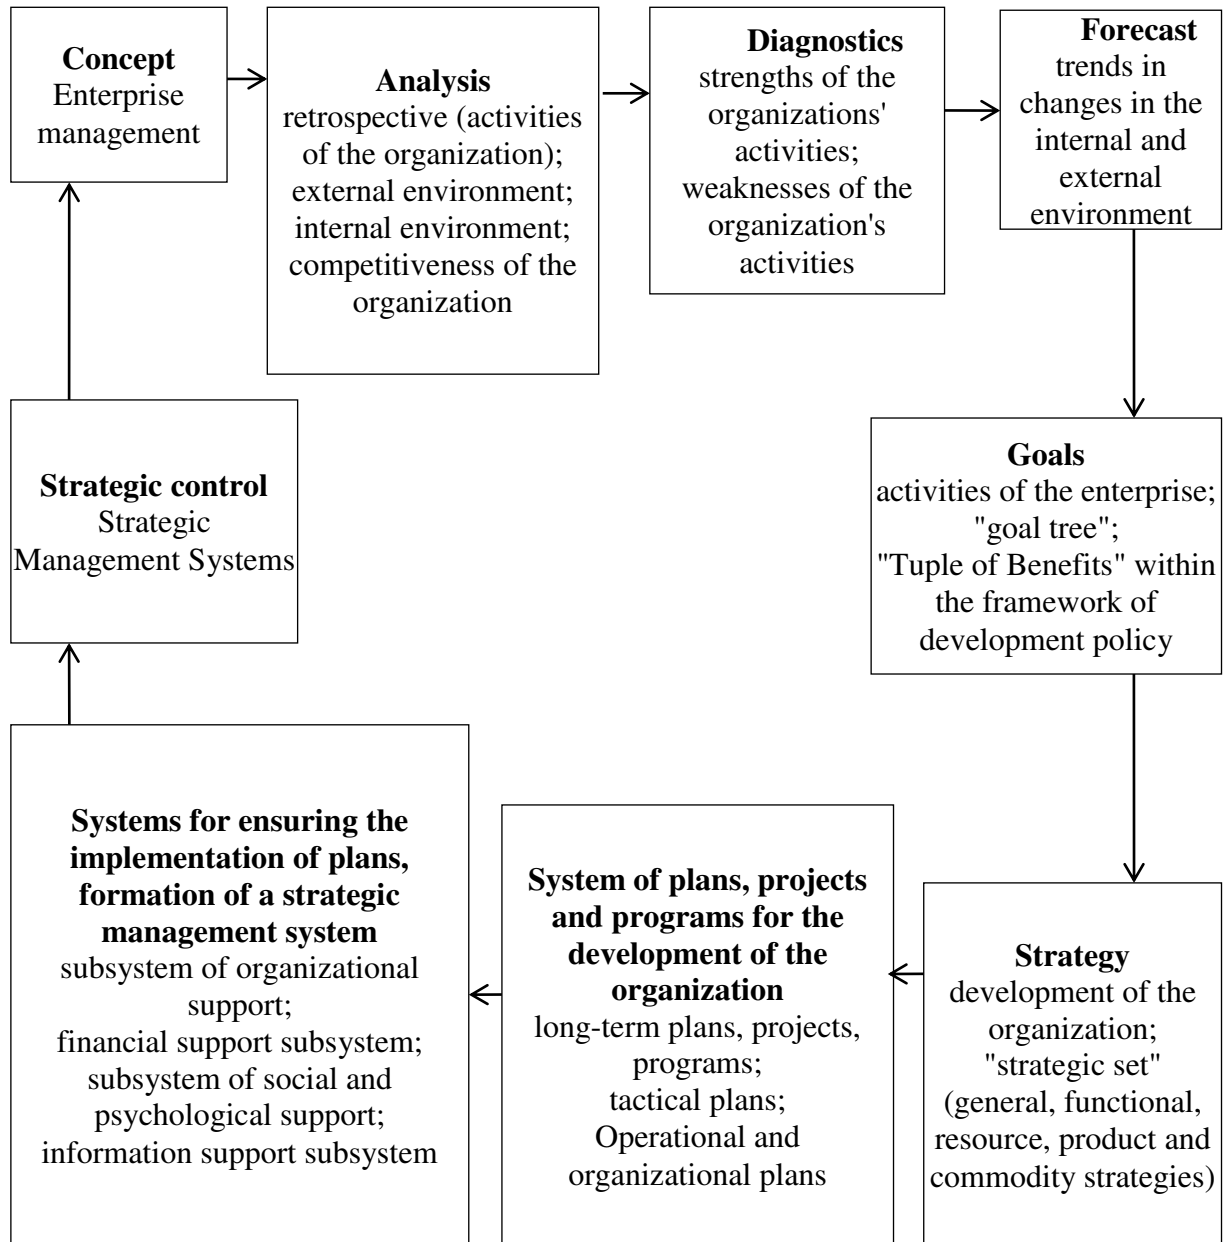 Concept
Enterprise
management
Analysis
retrospective (activities
of the organization);
external environment;
internal environment;
competitiveness of the
organization
Diagnostics
strengths of the
organizations'
activities;
weaknesses of the
organization's
activities
Forecast
trends in
changes in the
internal and
external
environment
Goals
activities of the enterprise;
"goal tree";
"Tuple of Benefits" within
the framework of
development policy
Strategy
development of the
organization;
"strategic set"
(general, functional,
resource, product and
commodity strategies)
System of plans, projects
and programs for the
development of the
organization
long-term plans, projects,
programs;
tactical plans;
Operational and
organizational plans
Systems for ensuring the
implementation of plans,
formation of a strategic
management system
subsystem of organizational
support;
financial support subsystem;
subsystem of social and
psychological support;
information support subsystem
Strategic control
Strategic
Management Systems